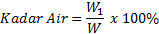 Kadar Air = W₁/W x 100%